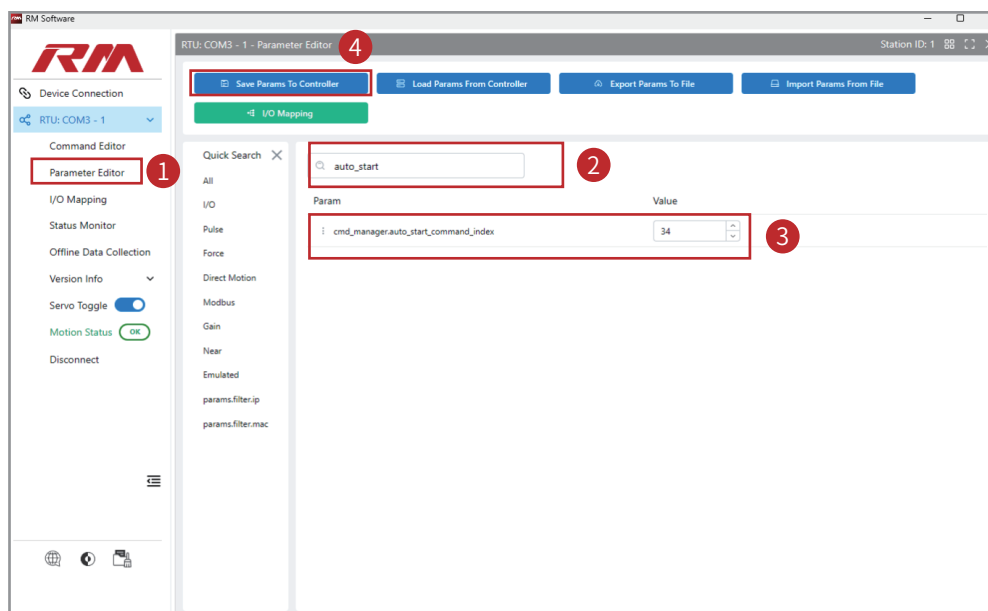 RM Software
RM
Device Connection
RTU: COM3 - 1
Command Editor
Parameter Editor
1
I/O Mapping
Status Monitor
Offline Data Collection
Version Info
Servo Toggle
Motion Status OK
Disconnect
RTU: COM3 - 1 - Parameter Editor
4
Station ID: 1
Save Params To Controller
Load Params From Controller
Export Params To File
Import Params From File
I/O Mapping
Quick Search
All
I/O
Pulse
Force
Direct Motion
Modbus
Gain
Near
Emulated
params.filter.ip
params.filter.mac
auto_start
2
Param Value
cmd_manager.auto_start_command_index 34
3